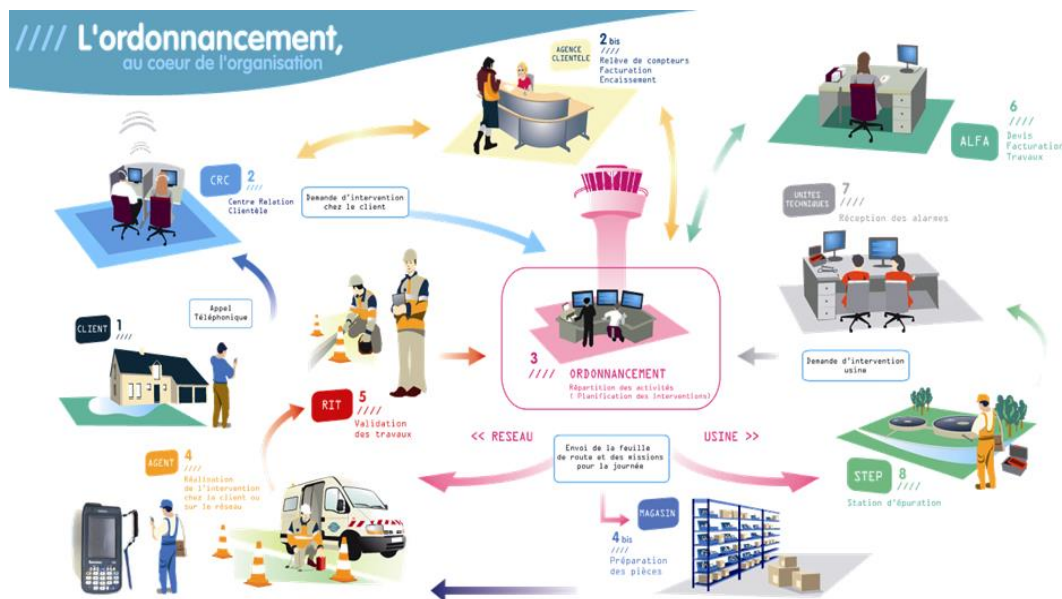 //// L'ordonnancement,
au coeur de l'organisation
AGENCE
CLIENTELE
2 bis
////
Relève de compteurs
Facturation
Encaissement
6
////
ALFA
Devis
Facturation
Travaux
CRC
2
////
Centre Relation
Clientèle
Demande d'intervention
chez le client
UNITES
TECHNIQUES
7
////
Réception des alarmes
Appel
Téléphonique
CLIENT
1
////
3
////
ORDONNANCEMENT
Répartition des activités
( Planification des Interventions)
Demande d'intervention
usine
RIT
5
////
Validation
des travaux
<< RESEAU
USINE >>
Envoi de la feuille
de route et des missions
pour la journée
AGENT
4
////
Réalisation
de l'intervention
chez le client ou
sur le réseau
STEP
8
////
Station d'épuration
MAGASIN
4 bis
////
Préparation
des pièces